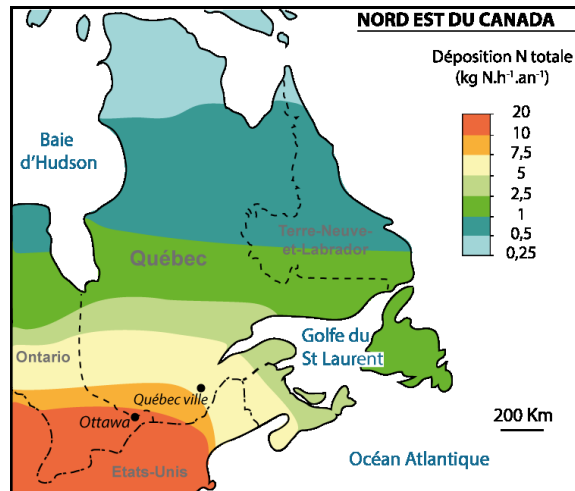 NORD EST DU CANADA
Déposition N totale
(kg N.h⁻¹.an⁻¹)
20
10
7,5
5
2,5
1
0,5
0,25
Baie
d'Hudson
Terre-Neuve-
et-Labrador
Québec
Golfe du
St Laurent
Ontario
Québec ville
Ottawa
200 Km
Etats-Unis
Océan Atlantique